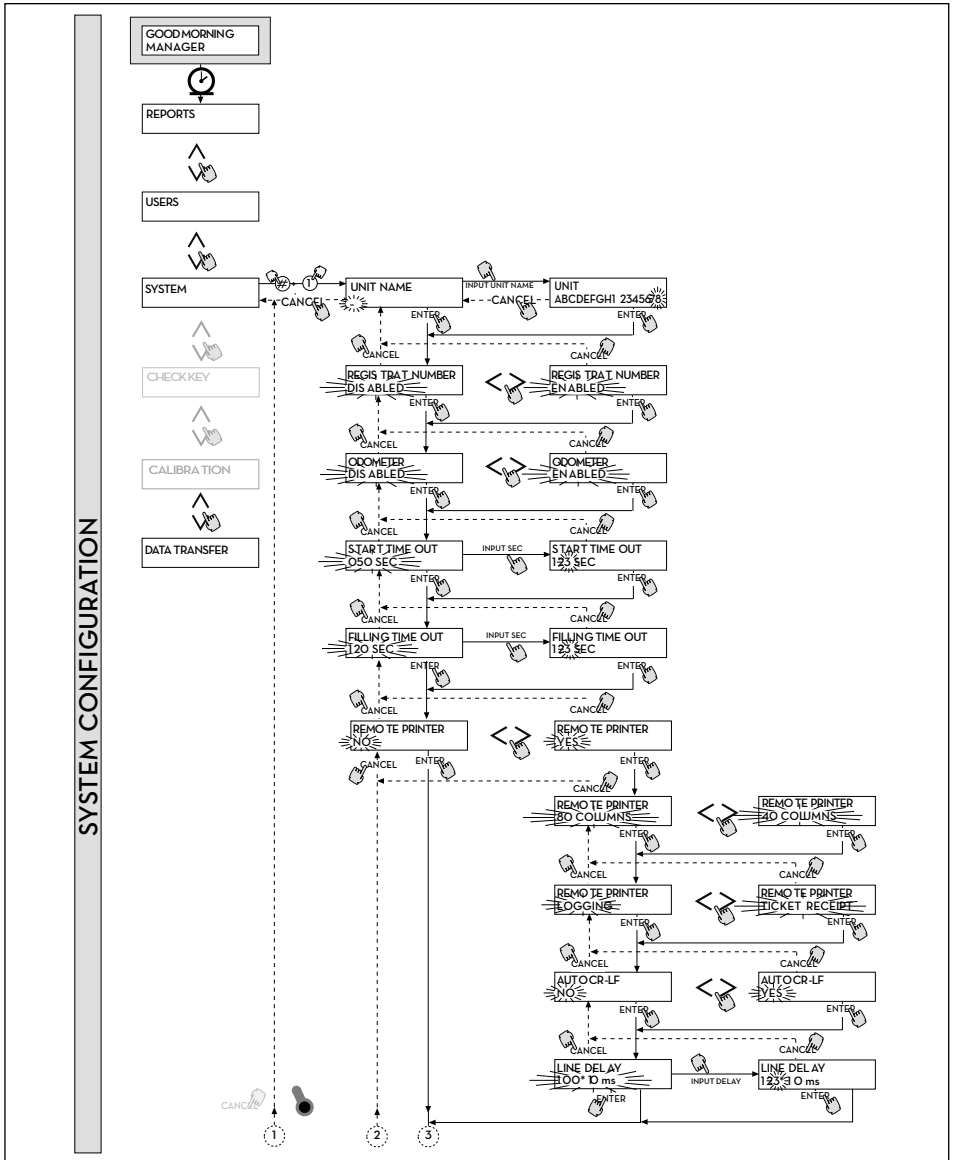 SYSTEM CONFIGURATION
GOOD MORNING
MANAGER
REPORTS
USERS
SYSTEM
# 1
CANCEL
UNIT NAME
INPUT UNIT NAME
CANCEL
UNIT
ABCDEFGH1 2345678
ENTER
ENTER
CANCEL
CANCEL
CHECK KEY
REGIS TRAT NUMBER
DIS ABLED
< >
REGIS TRAT NUMBER
ENABLED
ENTER
ENTER
CANCEL
CANCEL
CALIBRATION
ODOMETER
DIS ABLED
< >
ODOMETER
ENABLED
ENTER
ENTER
CANCEL
CANCEL
DATA TRANSFER
START TIME OUT
050 SEC
INPUT SEC
START TIME OUT
123 SEC
ENTER
ENTER
CANCEL
CANCEL
FILLING TIME OUT
120 SEC
INPUT SEC
FILLING TIME OUT
123 SEC
ENTER
ENTER
CANCEL
CANCEL
REMO TE PRINTER
NO
< >
REMO TE PRINTER
YES
CANCEL
ENTER
ENTER
CANCEL
REMO TE PRINTER
80 COLUMNS
< >
REMO TE PRINTER
40 COLUMNS
ENTER
ENTER
CANCEL
CANCEL
REMO TE PRINTER
LOGGING
< >
REMO TE PRINTER
TICKET RECEIPT
ENTER
ENTER
CANCEL
CANCEL
AUTO CR-LF
NO
< >
AUTO CR-LF
YES
ENTER
ENTER
CANCEL
CANCEL
LINE DELAY
100* 10 ms
INPUT DELAY
LINE DELAY
123* 10 ms
ENTER
ENTER
CANCEL
1
2
3